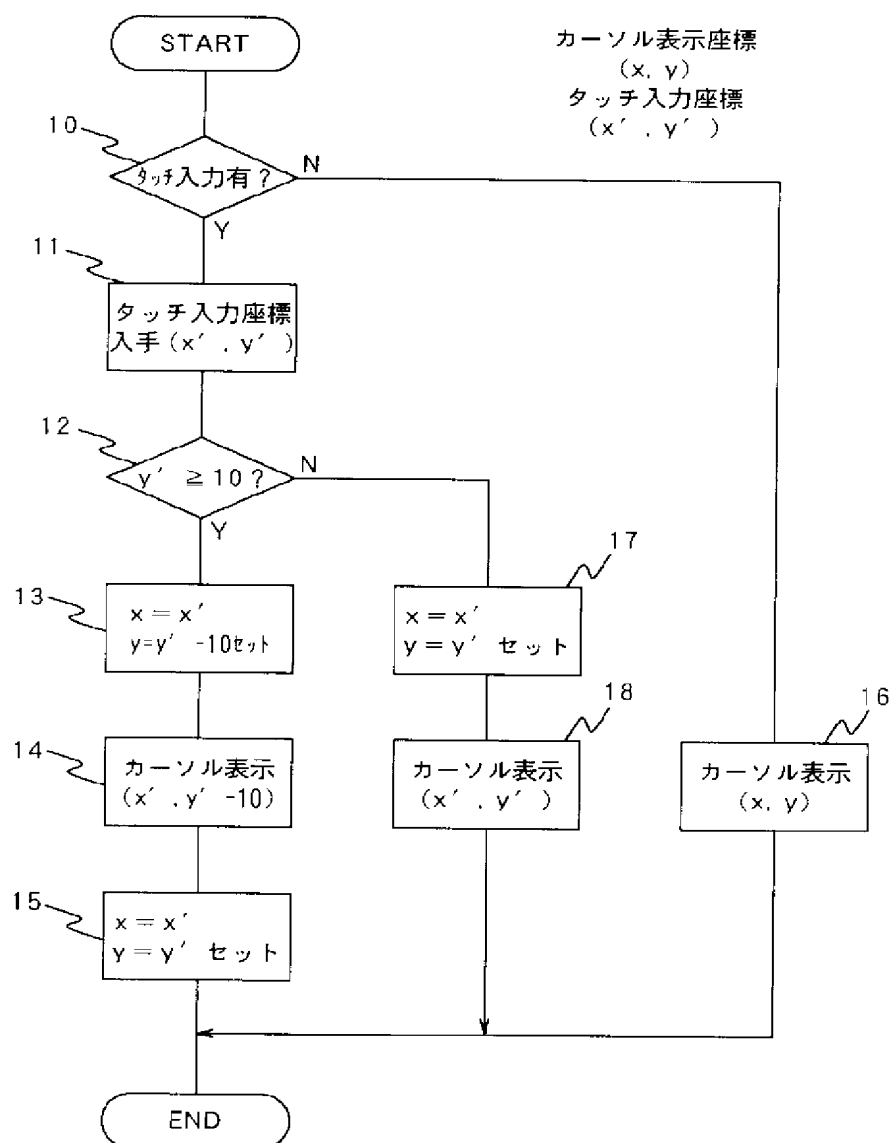 START
カーソル表示座標
(x, y)
タッチ入力座標
(x′, y′)
10
タッチ入力有?
N
Y
11
タッチ入力座標
入手(x′, y′)
12
y′ ≧10?
N
Y
13
x=x′
y=y′ -10セット
17
x=x′
y=y′ セット
14
カーソル表示
(x′, y′ -10)
18
カーソル表示
(x′, y′)
16
カーソル表示
(x, y)
15
x=x′
y=y′ セット
END